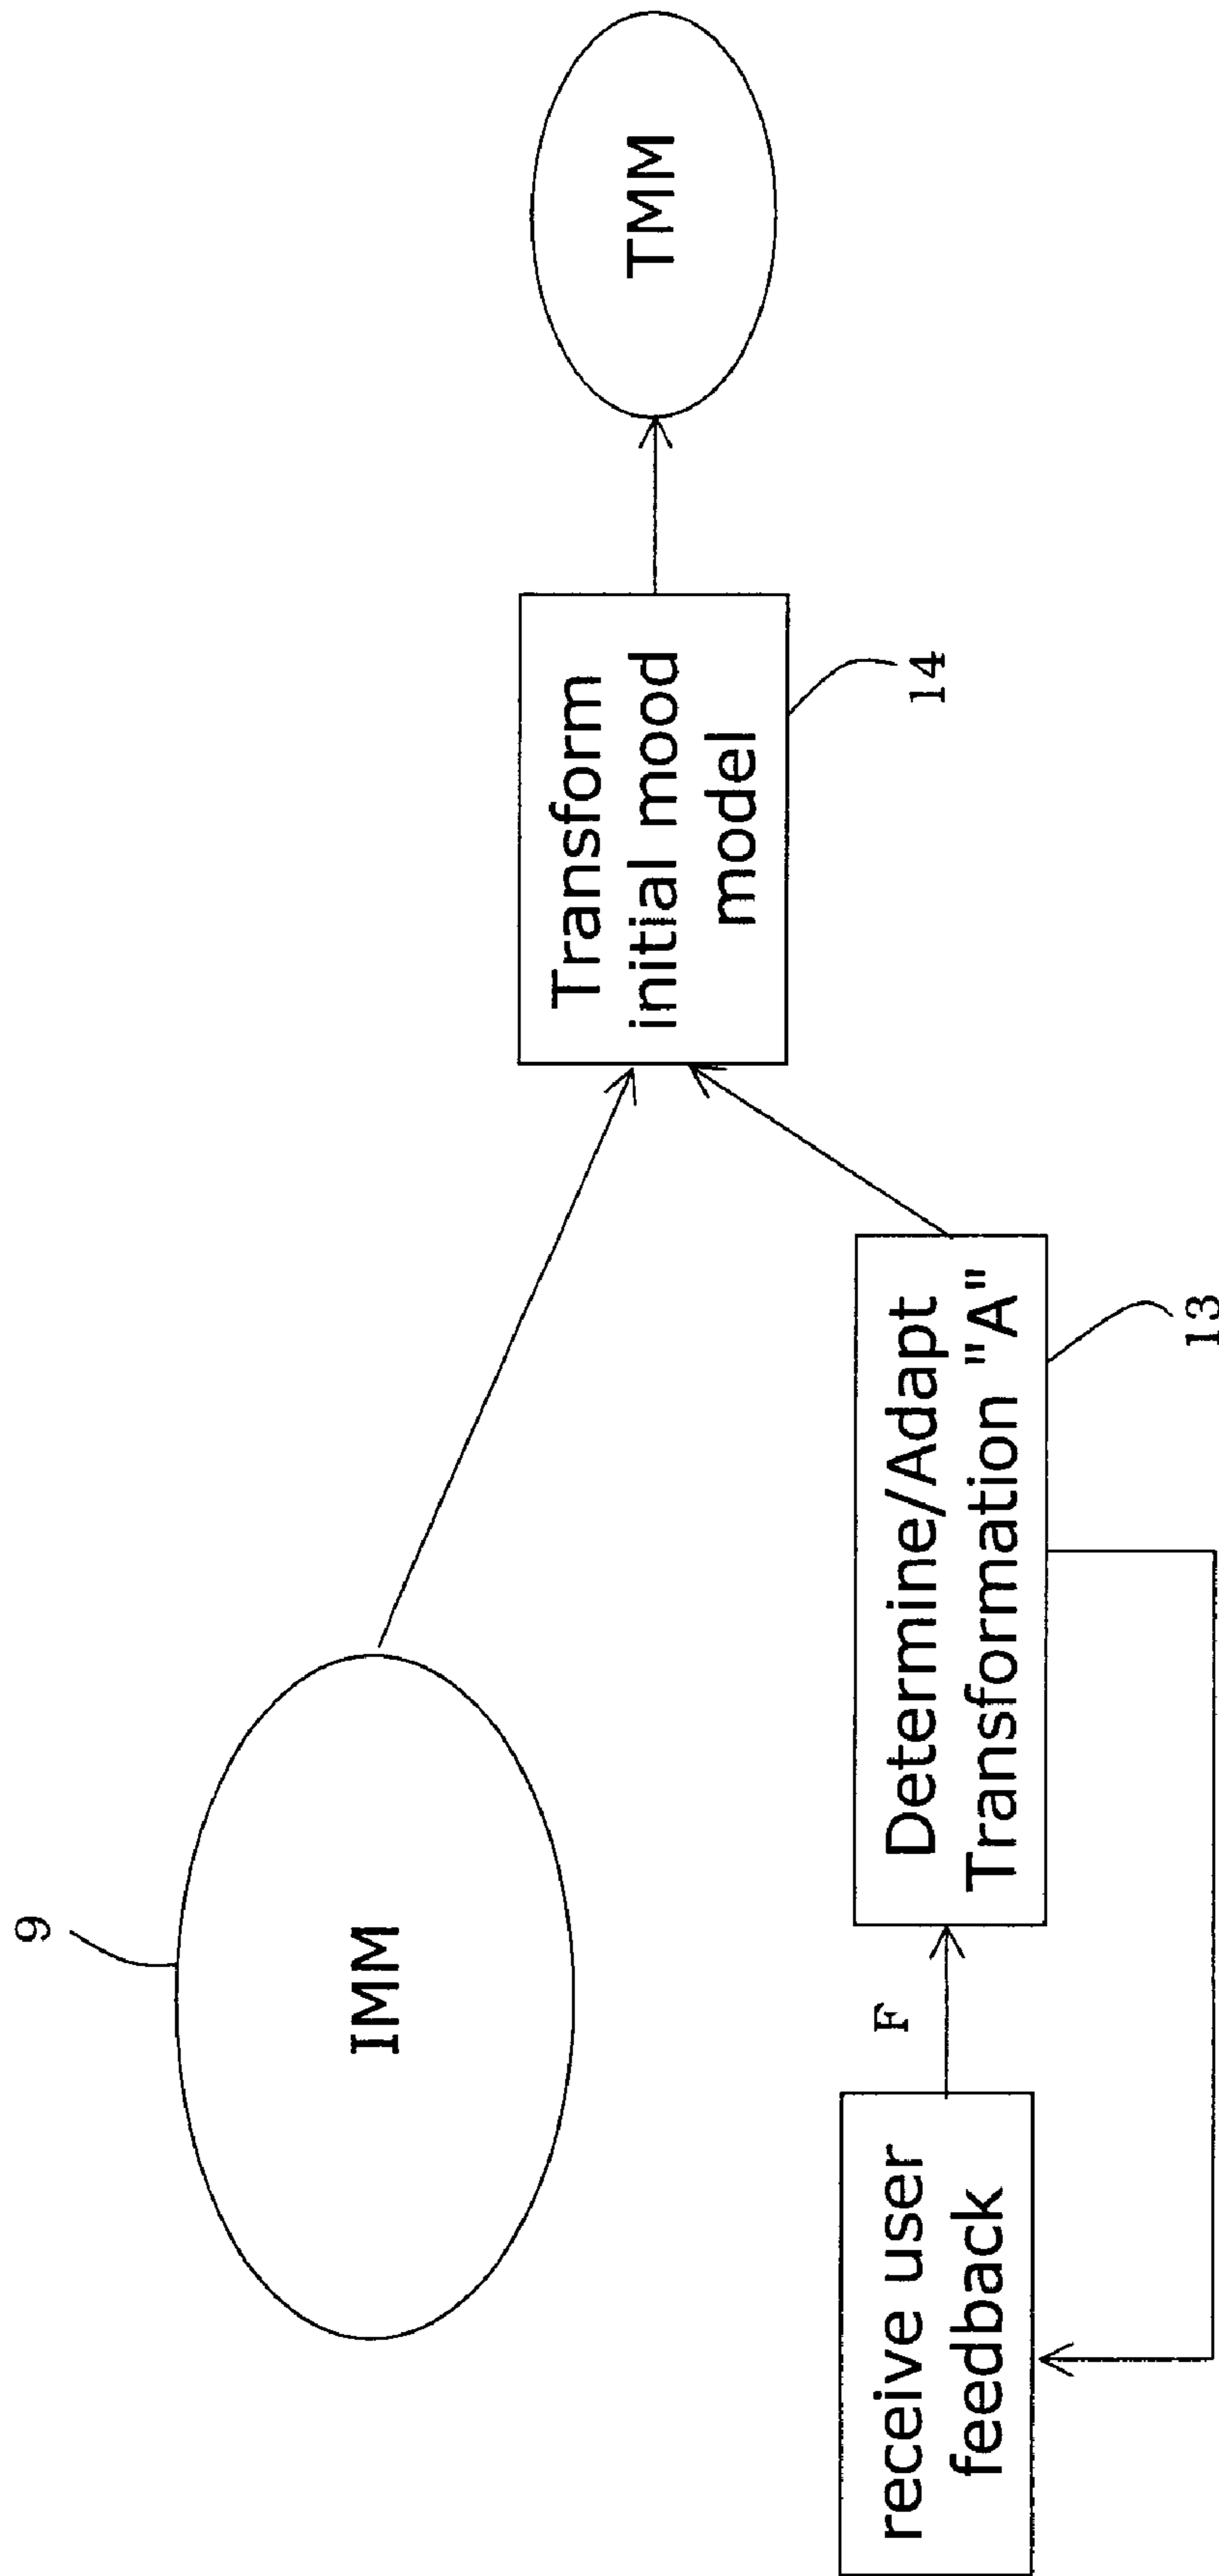 9
IMM
receive user
feedback
F
Determine/Adapt
Transformation "A"
13
Transform
initial mood
model
14
TMM